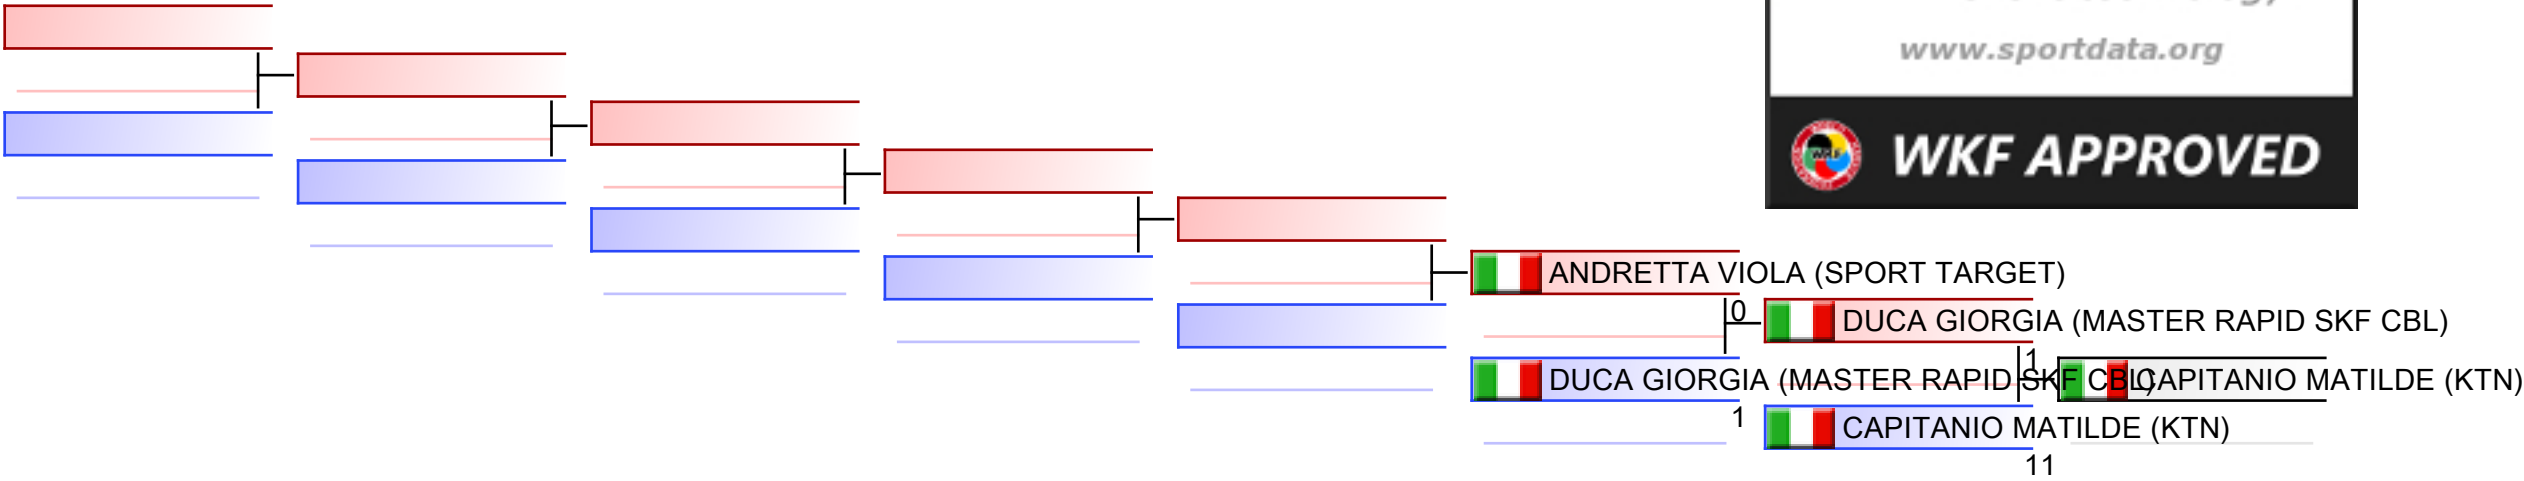 www.sportdata.org
WKF APPROVED
ANDRETTA VIOLA (SPORT TARGET)
0
DUCA GIORGIA (MASTER RAPID SKF CBL)
1
DUCA GIORGIA (MASTER RAPID SKF CBL)
CAPITANIO MATILDE (KTN)
1
CAPITANIO MATILDE (KTN)
11